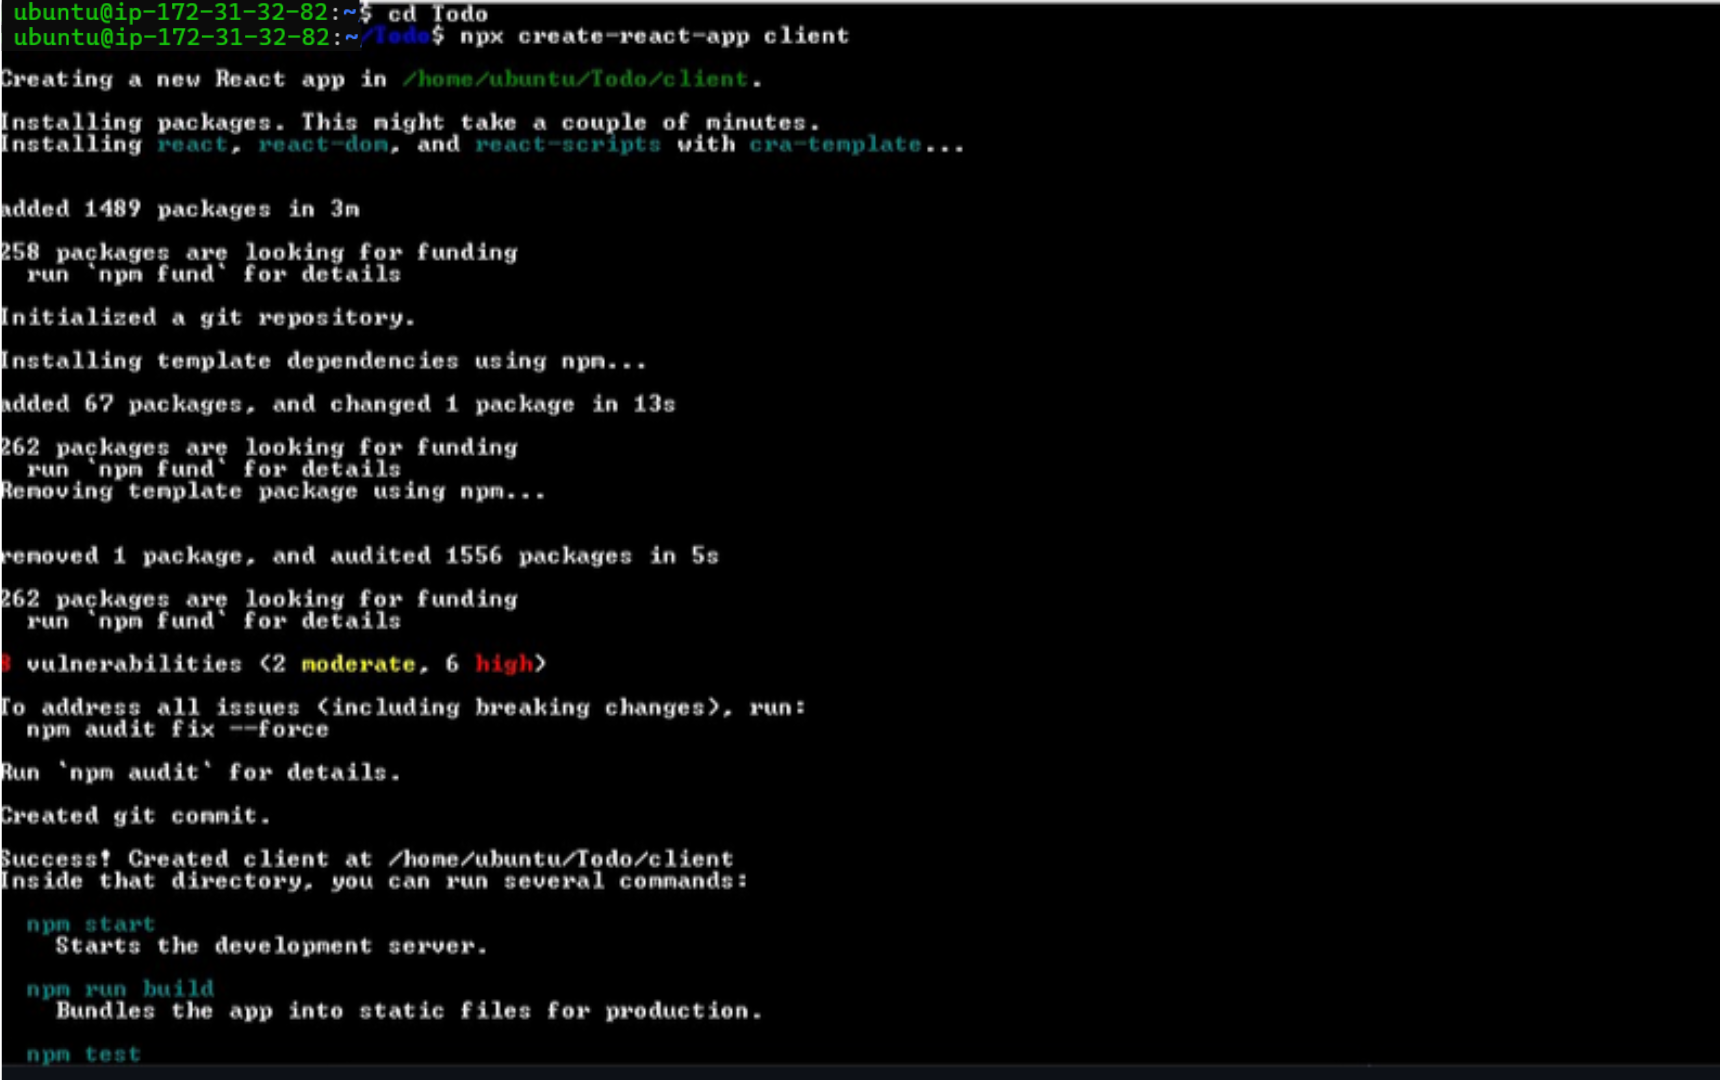 ubuntu@ip-172-31-32-82:~$ cd Todo
ubuntu@ip-172-31-32-82:~/Todo$ npx create-react-app client
Creating a new React app in /home/ubuntu/Todo/client.
Installing packages. This might take a couple of minutes.
Installing react, react-dom, and react-scripts with cra-template...
added 1489 packages in 3m
258 packages are looking for funding
  run `npm fund` for details
Initialized a git repository.
Installing template dependencies using npm...
added 67 packages, and changed 1 package in 13s
262 packages are looking for funding
  run `npm fund` for details
Removing template package using npm...
removed 1 package, and audited 1556 packages in 5s
262 packages are looking for funding
  run `npm fund` for details
8 vulnerabilities (2 moderate, 6 high)
To address all issues (including breaking changes), run:
  npm audit fix --force
Run `npm audit` for details.
Created git commit.
Success! Created client at /home/ubuntu/Todo/client
Inside that directory, you can run several commands:
  npm start
    Starts the development server.
  npm run build
    Bundles the app into static files for production.
  npm test